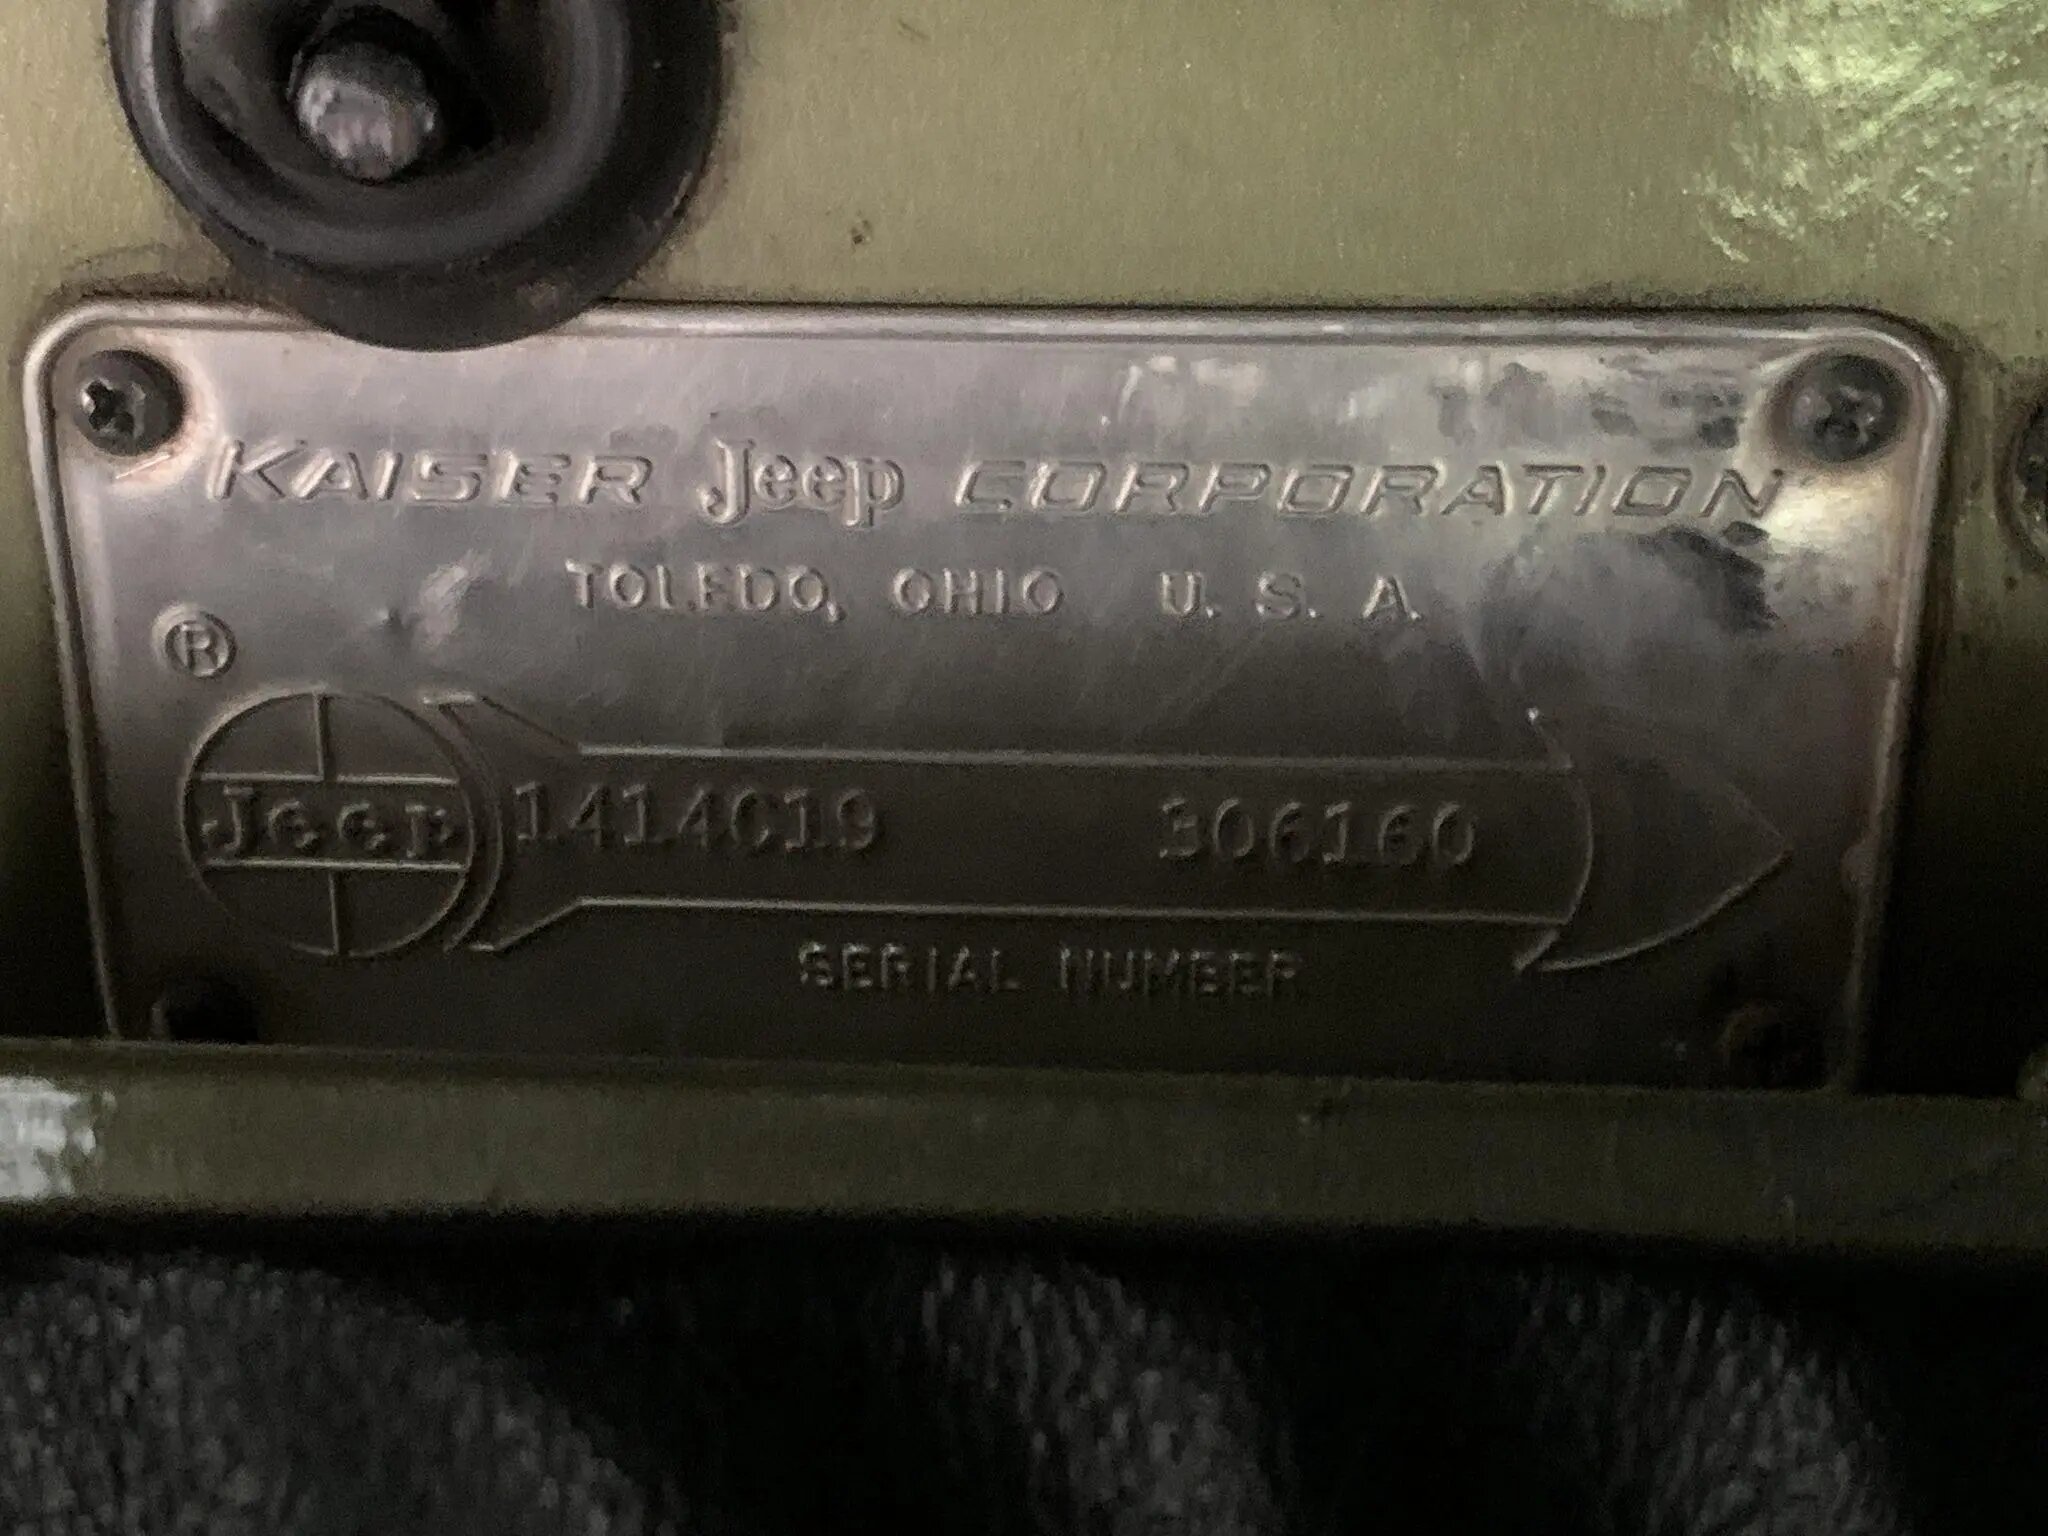 KAISER Jeep CORPORATION
TOLEDO, OHIO U. S. A.
®
Jeep 1414C19 306160
SERIAL NUMBER